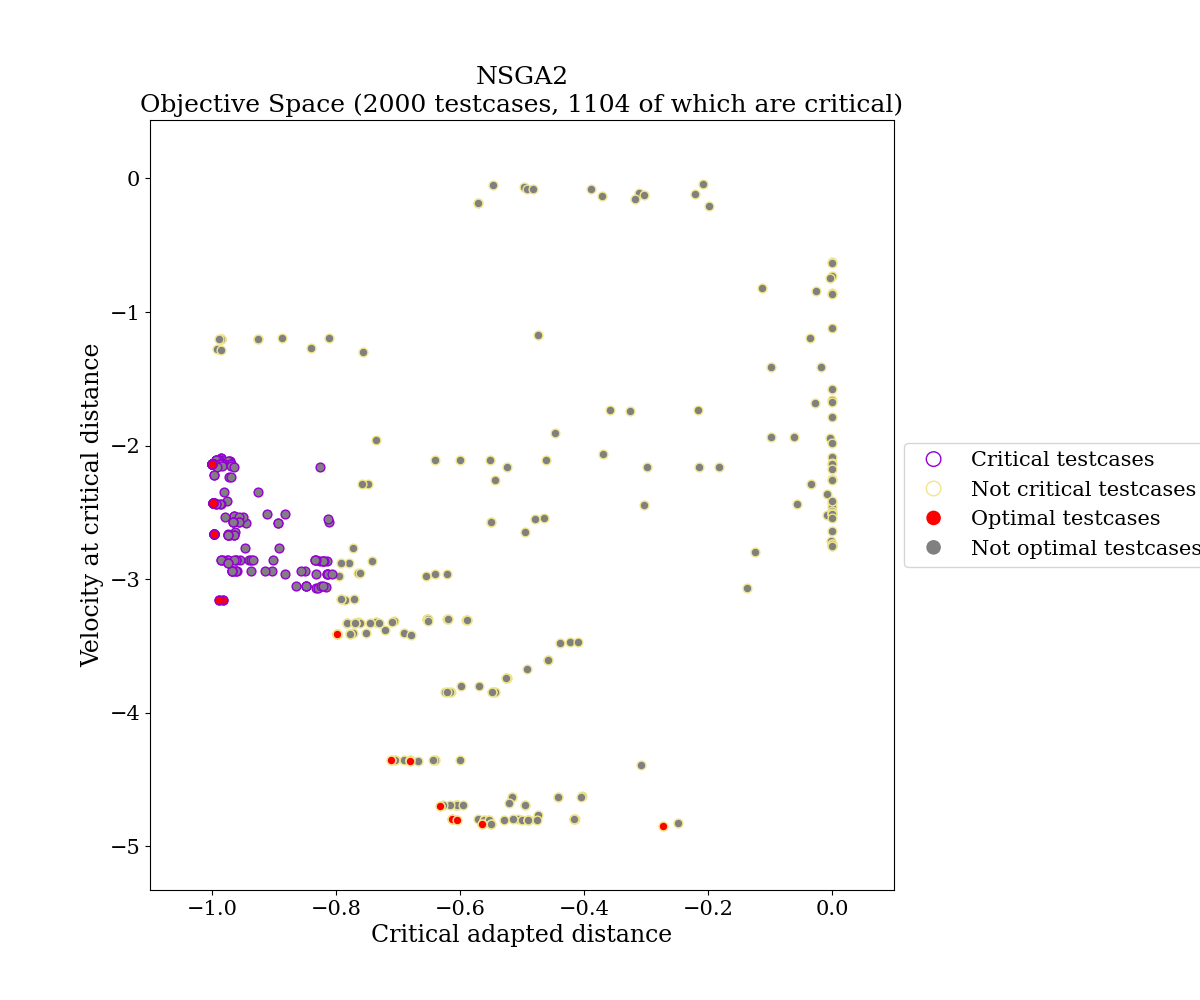 NSGA2
Objective Space (2000 testcases, 1104 of which are critical)
0
−1
−2
−3
−4
−5
Velocity at critical distance
−1.0
−0.8
−0.6
−0.4
−0.2
0.0
Critical adapted distance
Critical testcases
Not critical testcases
Optimal testcases
Not optimal testcases